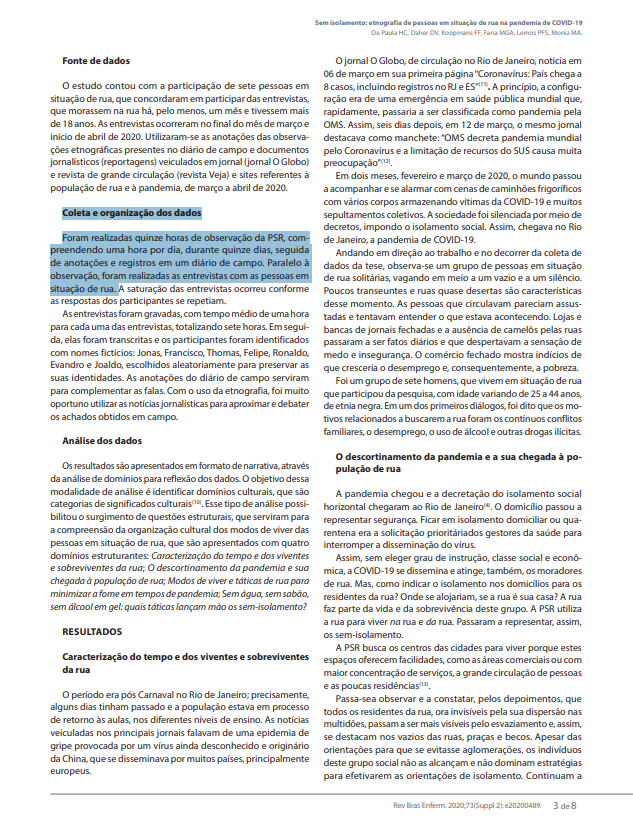 Sem isolamento: etnografia de pessoas em situação de rua na pandemia de COVID-19
De Paula HC, Daher DV, Koopmans FF, Faria MGA, Lemos PFS, Moniz MA.
Fonte de dados
O estudo contou com a participação de sete pessoas em
situação de rua, que concordaram em participar das entrevistas,
que morassem na rua há, pelo menos, um mês e tivessem mais
de 18 anos. As entrevistas ocorreram no final do mês de março e
início de abril de 2020. Utilizaram-se as anotações das observa-
ções etnográficas presentes no diário de campo e documentos
jornalísticos (reportagens) veiculados em jornal (jornal O Globo)
e revista de grande circulação (revista Veja) e sites referentes à
população de rua e à pandemia, de março a abril de 2020.
Coleta e organização dos dados
Foram realizadas quinze horas de observação da PSR, com-
preendendo uma hora por dia, durante quinze dias, seguida
de anotações e registros em um diário de campo. Paralelo à
observação, foram realizadas as entrevistas com as pessoas em
situação de rua. A saturação das entrevistas ocorreu conforme
as respostas dos participantes se repetiam.
As entrevistas foram gravadas, com tempo médio de uma hora
para cada uma das entrevistas, totalizando sete horas. Em segui-
da, elas foram transcritas e os participantes foram identificados
com nomes fictícios: Jonas, Francisco, Thomas, Felipe, Ronaldo,
Evandro e Joaldo, escolhidos aleatoriamente para preservar as
suas identidades. As anotações do diário de campo serviram
para complementar as falas. Com o uso da etnografia, foi muito
oportuno utilizar as notícias jornalísticas para aproximar e debater
os achados obtidos em campo.
Análise dos dados
Os resultados são apresentados em formato de narrativa, através
da análise de domínios para reflexão dos dados. O objetivo dessa
modalidade de análise é identificar domínios culturais, que são
categorias de significados culturais(10). Esse tipo de análise possi-
bilitou o surgimento de questões estruturais, que serviram para
a compreensão da organização cultural dos modos de viver das
pessoas em situação de rua, que são apresentados com quatro
domínios estruturantes: Caracterização do tempo e dos viventes
e sobreviventes da rua; O descortinamento da pandemia e sua
chegada à população de rua; Modos de viver e táticas de rua para
minimizar a fome em tempos de pandemia; Sem água, sem sabão,
sem álcool em gel: quais táticas lançam mão os sem-isolamento?
RESULTADOS
Caracterização do tempo e dos viventes e sobreviventes
da rua
O período era pós Carnaval no Rio de Janeiro; precisamente,
alguns dias tinham passado e a população estava em processo
de retorno às aulas, nos diferentes níveis de ensino. As notícias
veiculadas nos principais jornais falavam de uma epidemia de
gripe provocada por um vírus ainda desconhecido e originário
da China, que se disseminava por muitos países, principalmente
europeus.
O jornal O Globo, de circulação no Rio de Janeiro, noticia em
06 de março em sua primeira página "Coronavírus: País chega a
8 casos, incluindo registros no RJ e ES"(11). A princípio, a configu-
ração era de uma emergência em saúde pública mundial que,
rapidamente, passaria a ser classificada como pandemia pela
OMS. Assim, seis dias depois, em 12 de março, o mesmo jornal
destacava como manchete: "OMS decreta pandemia mundial
pelo Coronavírus e a limitação de recursos do SUS causa muita
preocupação"(12).
Em dois meses, fevereiro e março de 2020, o mundo passou
a acompanhar e se alarmar com cenas de caminhões frigoríficos
com vários corpos armazenando vítimas da COVID-19 e muitos
sepultamentos coletivos. A sociedade foi silenciada por meio de
decretos, impondo o isolamento social. Assim, chegava no Rio
de Janeiro, a pandemia de COVID-19.
Andando em direção ao trabalho e no decorrer da coleta de
dados da tese, observa-se um grupo de pessoas em situação
de rua solitárias, vagando em meio a um vazio e a um silêncio.
Poucos transeuntes e ruas quase desertas são características
desse momento. As pessoas que circulavam pareciam assus-
tadas e tentavam entender o que estava acontecendo. Lojas e
bancas de jornais fechadas e a ausência de camelôs pelas ruas
passaram a ser fatos diários e que despertavam a sensação de
medo e insegurança. O comércio fechado mostra indícios de
que cresceria o desemprego e, consequentemente, a pobreza.
Foi um grupo de sete homens, que vivem em situação de rua
que participou da pesquisa, com idade variando de 25 a 44 anos,
de etnia negra. Em um dos primeiros diálogos, foi dito que os mo-
tivos relacionados a buscarem a rua foram os contínuos conflitos
familiares, o desemprego, o uso de álcool e outras drogas ilícitas.
O descortinamento da pandemia e a sua chegada à po-
pulação de rua
A pandemia chegou e a decretação do isolamento social
horizontal chegaram ao Rio de Janeiro(4). O domicílio passou a
representar segurança. Ficar em isolamento domiciliar ou qua-
rentena era a solicitação prioritáriados gestores da saúde para
interromper a disseminação do vírus.
Assim, sem eleger grau de instrução, classe social e econô-
mica, a COVID-19 se dissemina e atinge, também, os moradores
de rua. Mas, como indicar o isolamento nos domicílios para os
residentes da rua? Onde se alojariam, se a rua é sua casa? A rua
faz parte da vida e da sobrevivência deste grupo. A PSR utiliza
a rua para viver na rua e da rua. Passaram a representar, assim,
os sem-isolamento.
A PSR busca os centros das cidades para viver porque estes
espaços oferecem facilidades, como as áreas comerciais ou com
maior concentração de serviços, a grande circulação de pessoas
e as poucas residências(13).
Passa-se observar e a constatar, pelos depoimentos, que
todos os residentes da rua, ora invisíveis pela sua dispersão nas
multidões, passam a ser mais visíveis pelo esvaziamento e, assim,
se destacam nos vazios das ruas, praças e becos. Apesar das
orientações para que se evitasse aglomerações, os indivíduos
deste grupo social não as alcançam e não dominam estratégias
para efetivarem as orientações de isolamento. Continuam a
Rev Bras Enferm. 2020;73(Suppl 2):e20200489 3 de 8